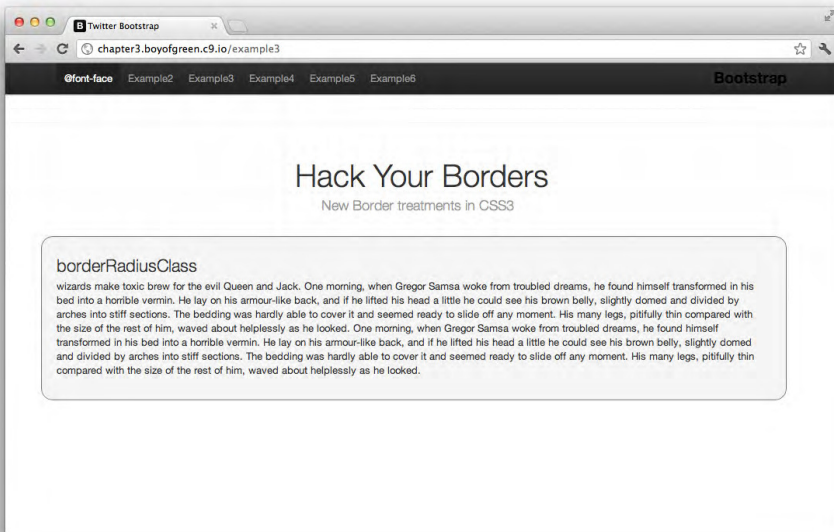 Twitter Bootstrap
chapter3.boyofgreen.c9.io/example3
@font-face Example2 Example3 Example4 Example5 Example6 Bootstrap
Hack Your Borders
New Border treatments in CSS3
borderRadiusClass
wizards make toxic brew for the evil Queen and Jack. One morning, when Gregor Samsa woke from troubled dreams, he found himself transformed in his
bed into a horrible vermin. He lay on his armour-like back, and if he lifted his head a little he could see his brown belly, slightly domed and divided by
arches into stiff sections. The bedding was hardly able to cover it and seemed ready to slide off any moment. His many legs, pitifully thin compared with
the size of the rest of him, waved about helplessly as he looked. One morning, when Gregor Samsa woke from troubled dreams, he found himself
transformed in his bed into a horrible vermin. He lay on his armour-like back, and if he lifted his head a little he could see his brown belly, slightly domed
and divided by arches into stiff sections. The bedding was hardly able to cover it and seemed ready to slide off any moment. His many legs, pitifully thin
compared with the size of the rest of him, waved about helplessly as he looked.